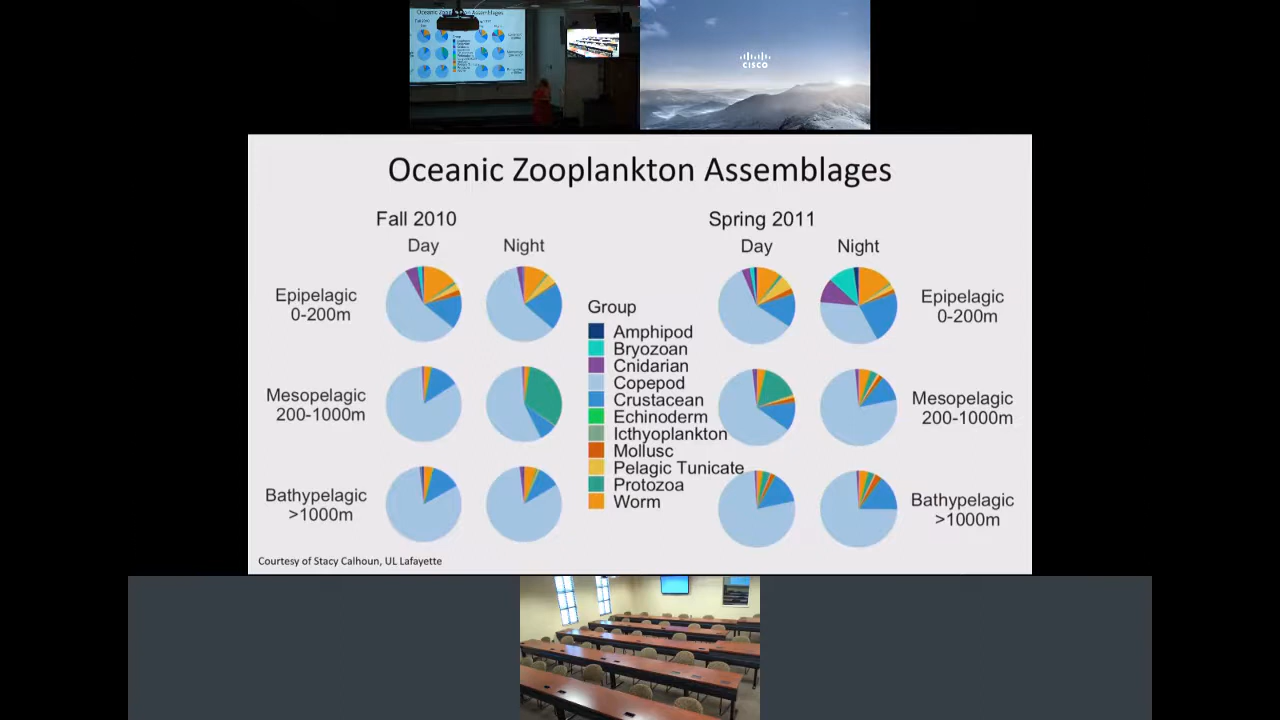 CISCO
Oceanic Zooplankton Assemblages
Fall 2010
Day Night
Spring 2011
Day Night
Epipelagic
0-200m
Mesopelagic
200-1000m
Bathypelagic
>1000m
Group
Amphipod
Bryozoan
Cnidarian
Copepod
Crustacean
Echinoderm
Icthyoplankton
Mollusc
Pelagic Tunicate
Protozoa
Worm
Epipelagic
0-200m
Mesopelagic
200-1000m
Bathypelagic
>1000m
Courtesy of Stacy Calhoun, UL Lafayette